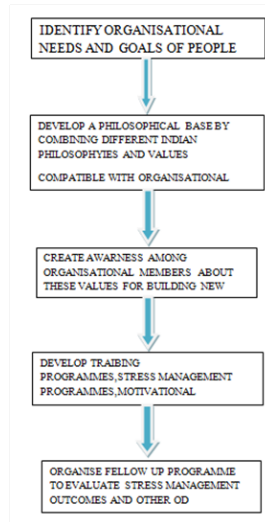 IDENTIFY ORGANISATIONAL
NEEDS AND GOALS OF PEOPLE
DEVELOP A PHILOSOPHICAL BASE BY
COMBINING DIFFERENT INDIAN
PHILOSOPHYIES AND VALUES
COMPATIBLE WITH ORGANISATIONAL
CREATE AWARNESS AMONG
ORGANISATIONAL MEMBERS ABOUT
THESE VALUES FOR BUILDING NEW
DEVELOP TRAIBING
PROGRAMMES,STRESS MANAGEMENT
PROGRAMMES,MOTIVATIONAL
ORGANISE FELLOW UP PROGRAMME
TO EVALUATE STRESS MANAGEMENT
OUTCOMES AND OTHER OD